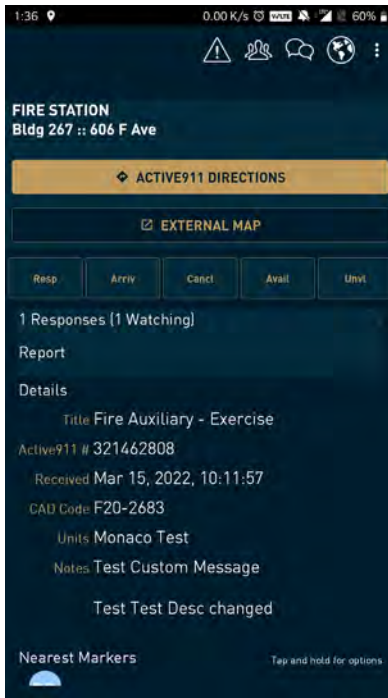 1:36 0.00 K/s VoLTE 60%
FIRE STATION
Bldg 267 :: 606 F Ave
ACTIVE911 DIRECTIONS
EXTERNAL MAP
Resp Arriv Cancl Avail Unvl
1 Responses (1 Watching)
Report
Details
Title Fire Auxiliary - Exercise
Active911 # 321462808
Received Mar 15, 2022, 10:11:57
CAD Code F20-2683
Units Monaco Test
Notes Test Custom Message
Test Test Desc changed
Nearest Markers Tap and hold for options